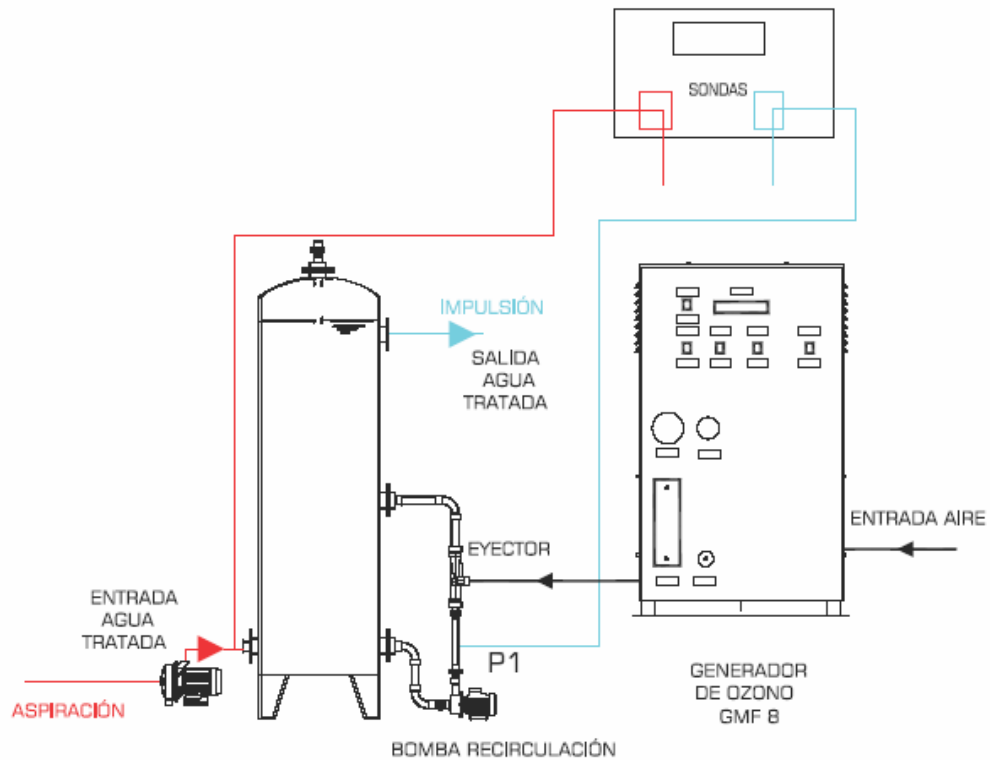 SONDAS
IMPULSIÓN
SALIDA
AGUA
TRATADA
ENTRADA AIRE
EYECTOR
ENTRADA
AGUA
TRATADA
P1
ASPIRACIÓN
GENERADOR
DE OZONO
GMF 8
BOMBA RECIRCULACIÓN